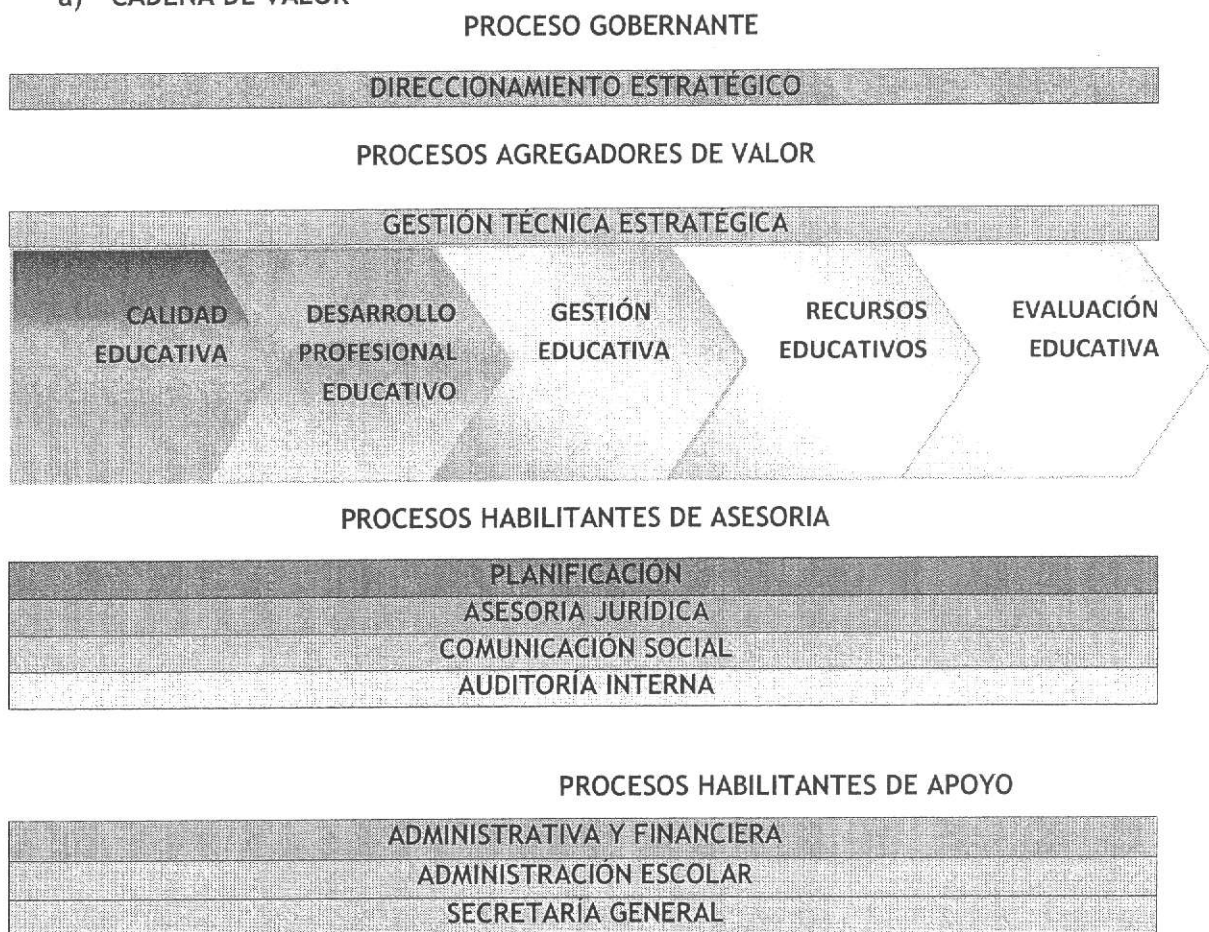 a) CADENA DE VALOR
PROCESO GOBERNANTE
DIRECCIONAMIENTO ESTRATÉGICO
PROCESOS AGREGADORES DE VALOR
GESTIÓN TÉCNICA ESTRATÉGICA
CALIDAD
EDUCATIVA
DESARROLLO
PROFESIONAL
EDUCATIVO
GESTIÓN
EDUCATIVA
RECURSOS
EDUCATIVOS
EVALUACIÓN
EDUCATIVA
PROCESOS HABILITANTES DE ASESORIA
PLANIFICACIÓN
ASESORIA JURÍDICA
COMUNICACIÓN SOCIAL
AUDITORÍA INTERNA
PROCESOS HABILITANTES DE APOYO
ADMINISTRATIVA Y FINANCIERA
ADMINISTRACIÓN ESCOLAR
SECRETARÍA GENERAL